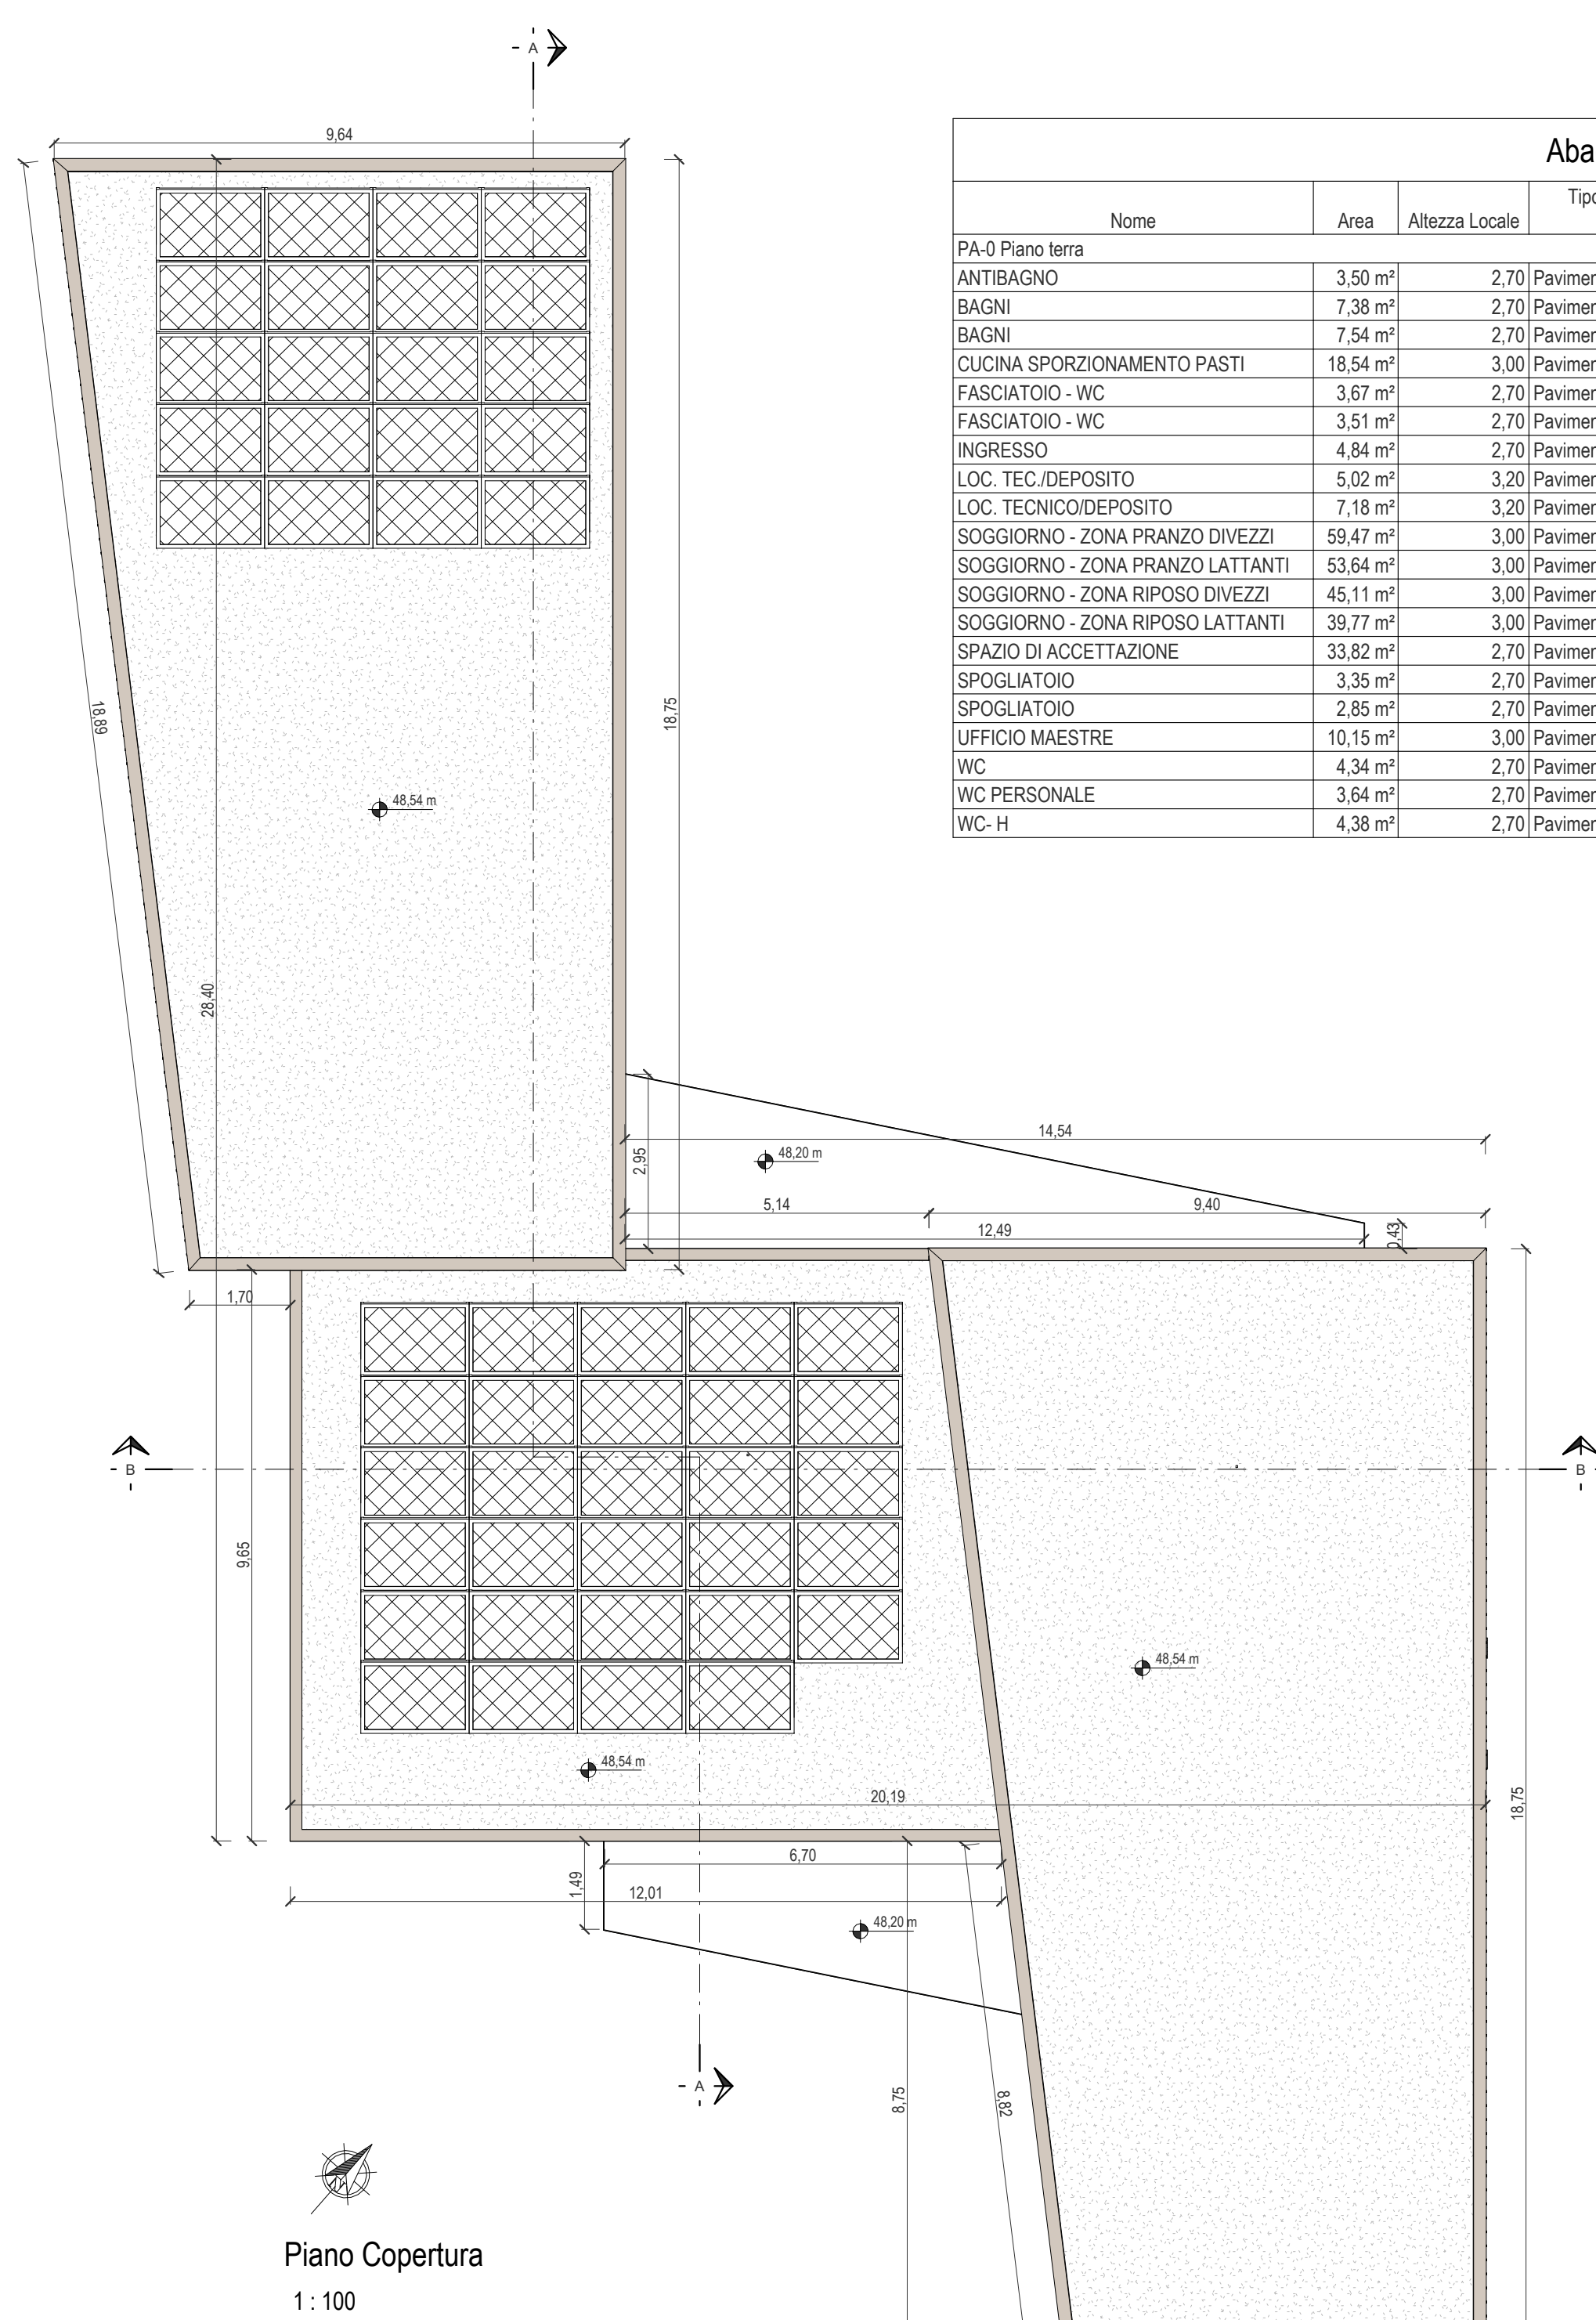 A
9,64
Aba
Nome Area Altezza Locale Tipo
PA-0 Piano terra
ANTIBAGNO 3,50 m² 2,70 Pavimen
BAGNI 7,38 m² 2,70 Pavimen
BAGNI 7,54 m² 2,70 Pavimen
CUCINA SPORZIONAMENTO PASTI 18,54 m² 3,00 Pavimen
FASCIATOIO - WC 3,67 m² 2,70 Pavimen
FASCIATOIO - WC 3,51 m² 2,70 Pavimen
INGRESSO 4,84 m² 2,70 Pavimen
LOC. TEC./DEPOSITO 5,02 m² 3,20 Pavimen
LOC. TECNICO/DEPOSITO 7,18 m² 3,20 Pavimen
SOGGIORNO - ZONA PRANZO DIVEZZI 59,47 m² 3,00 Pavimen
SOGGIORNO - ZONA PRANZO LATTANTI 53,64 m² 3,00 Pavimen
SOGGIORNO - ZONA RIPOSO DIVEZZI 45,11 m² 3,00 Pavimen
SOGGIORNO - ZONA RIPOSO LATTANTI 39,77 m² 3,00 Pavimen
SPAZIO DI ACCETTAZIONE 33,82 m² 2,70 Pavimen
SPOGLIATOIO 3,35 m² 2,70 Pavimen
SPOGLIATOIO 2,85 m² 2,70 Pavimen
UFFICIO MAESTRE 10,15 m² 3,00 Pavimen
WC 4,34 m² 2,70 Pavimen
WC PERSONALE 3,64 m² 2,70 Pavimen
WC- H 4,38 m² 2,70 Pavimen
18,89
18,75
48,54 m
28,40
14,54
2,95
48,20 m
5,14
9,40
12,49
0,43
1,70
B
B
9,65
48,54 m
48,54 m
20,19
18,75
6,70
1,49
12,01
48,20 m
A
8,75
8,82
N
Piano Copertura
1 : 100